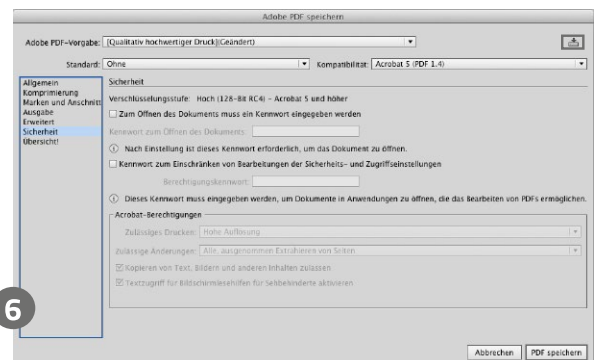 Adobe PDF speichern
Adobe PDF-Vorgabe: [Qualitativ hochwertiger Druck](Geändert)
Standard: Ohne Kompatibilität: Acrobat 5 (PDF 1.4)
Allgemein
Komprimierung
Marken und Anschnitt
Ausgabe
Erweitert
Sicherheit
Übersicht
Sicherheit
Verschlüsselungsstufe: Hoch (128-Bit RC4) - Acrobat 5 und höher
Zum Öffnen des Dokuments muss ein Kennwort eingegeben werden
Kennwort zum Öffnen des Dokuments:
Nach Einstellung ist dieses Kennwort erforderlich, um das Dokument zu öffnen.
Kennwort zum Einschränken von Bearbeitungen der Sicherheits- und Zugriffseinstellungen
Berechtigungskennwort:
Dieses Kennwort muss eingegeben werden, um Dokumente in Anwendungen zu öffnen, die das Bearbeiten von PDFs ermöglichen.
Acrobat-Berechtigungen
Zulässiges Drucken: Hohe Auflösung
Zulässige Änderungen: Alle, ausgenommen Extrahieren von Seiten
Kopieren von Text, Bildern und anderen Inhalten zulassen
Textzugriff für Bildschirmlesehilfen für Sehbehinderte aktivieren
6
Abbrechen PDF speichern